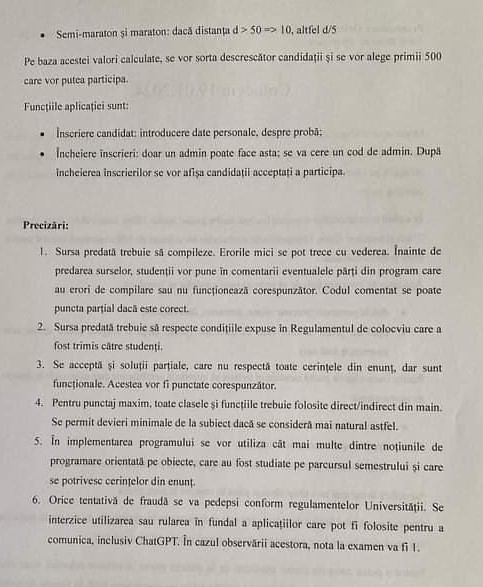 • Semi-maraton și maraton: dacă distanța d > 50 => 10, altfel d/5
Pe baza acestei valori calculate, se vor sorta descrescător candidații și se vor alege primii 500
care vor putea participa.
Funcțiile aplicației sunt:
• Înscriere candidat: introducere date personale, despre probă;
• Încheiere înscrieri: doar un admin poate face asta; se va cere un cod de admin. După
încheierea înscrierilor se vor afișa candidații acceptați a participa.
Precizări:
1. Sursa predată trebuie să compileze. Erorile mici se pot trece cu vederea. Înainte de
predarea surselor, studenții vor pune în comentarii eventualele părți din program care
au erori de compilare sau nu funcționează corespunzător. Codul comentat se poate
puncta parțial dacă este corect.
2. Sursa predată trebuie să respecte condițiile expuse în Regulamentul de colocviu care a
fost trimis către studenți.
3. Se acceptă și soluții parțiale, care nu respectă toate cerințele din enunț, dar sunt
funcționale. Acestea vor fi punctate corespunzător.
4. Pentru punctaj maxim, toate clasele și funcțiile trebuie folosite direct/indirect din main.
Se permit devieri minimale de la subiect dacă se consideră mai natural astfel.
5. În implementarea programului se vor utiliza cât mai multe dintre noțiunile de
programare orientată pe obiecte, care au fost studiate pe parcursul semestrului și care
se potrivesc cerințelor din enunț.
6. Orice tentativă de fraudă se va pedepsi conform regulamentelor Universității. Se
interzice utilizarea sau rularea în fundal a aplicațiilor care pot fi folosite pentru a
comunica, inclusiv ChatGPT. În cazul observării acestora, nota la examen va fi 1.